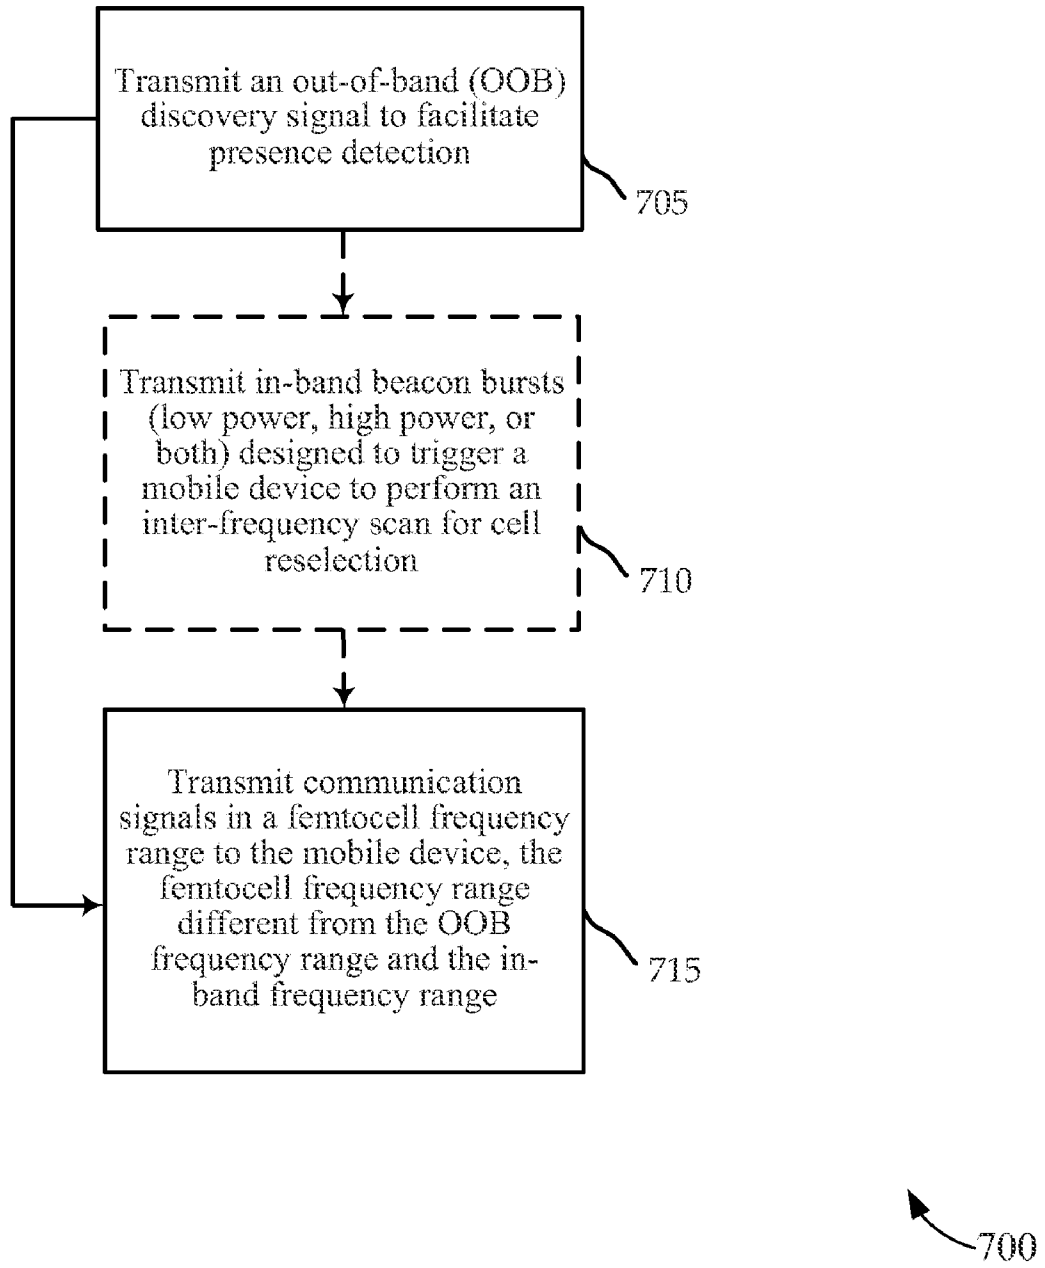 Transmit an out-of-band (OOB)
discovery signal to facilitate
presence detection
705
Transmit in-band beacon bursts
(low power, high power, or
both) designed to trigger a
mobile device to perform an
inter-frequency scan for cell
reselection
710
Transmit communication
signals in a femtocell frequency
range to the mobile device, the
femtocell frequency range
different from the OOB
frequency range and the in-
band frequency range
715
700